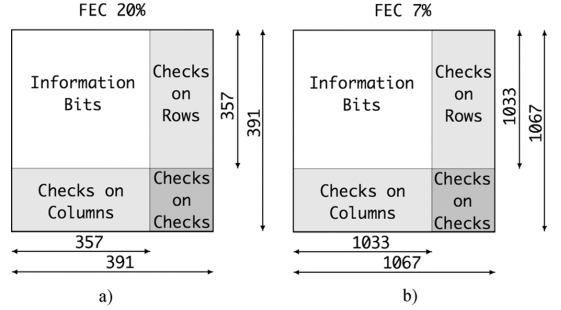 FEC 20%
Information
Bits
Checks
on
Rows
357
391
Checks on
Columns
Checks
on
Checks
357
391
a)
FEC 7%
Information
Bits
Checks
on
Rows
1033
1067
Checks on
Columns
Checks
on
Checks
1033
1067
b)